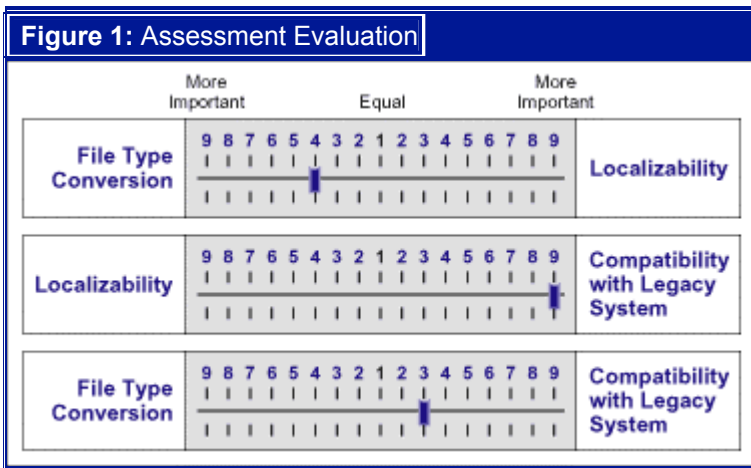 Figure 1: Assessment Evaluation
More Important
Equal
More Important
File Type Conversion
9 8 7 6 5 4 3 2 1 2 3 4 5 6 7 8 9
Localizability
Localizability
9 8 7 6 5 4 3 2 1 2 3 4 5 6 7 8 9
Compatibility with Legacy System
File Type Conversion
9 8 7 6 5 4 3 2 1 2 3 4 5 6 7 8 9
Compatibility with Legacy System